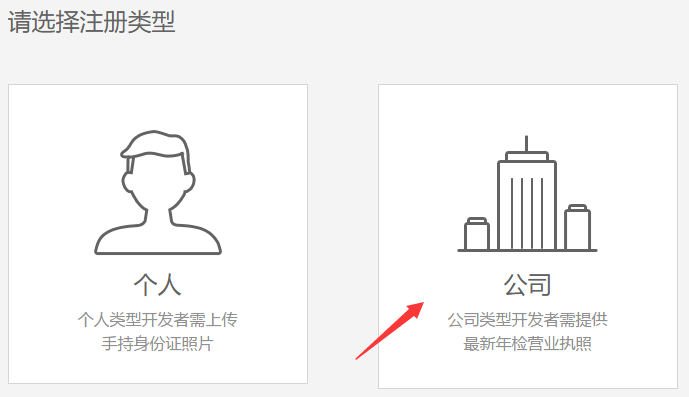 请选择注册类型
个人
个人类型开发者需上传
手持身份证照片
公司
公司类型开发者需提供
最新年检营业执照